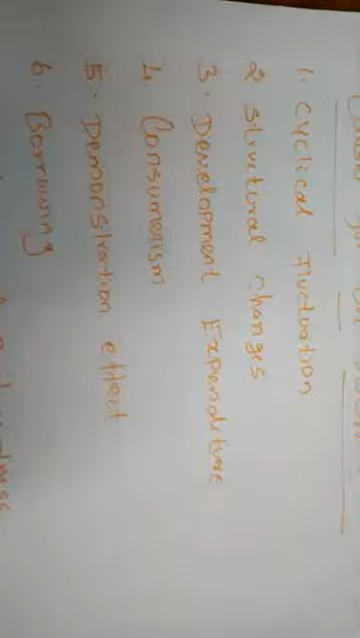 1. Cyclical Fluctuation
2 Structural changes
3. Development Expenditure
4. Consumerism
5. Demonstration effect
6. Borrowing